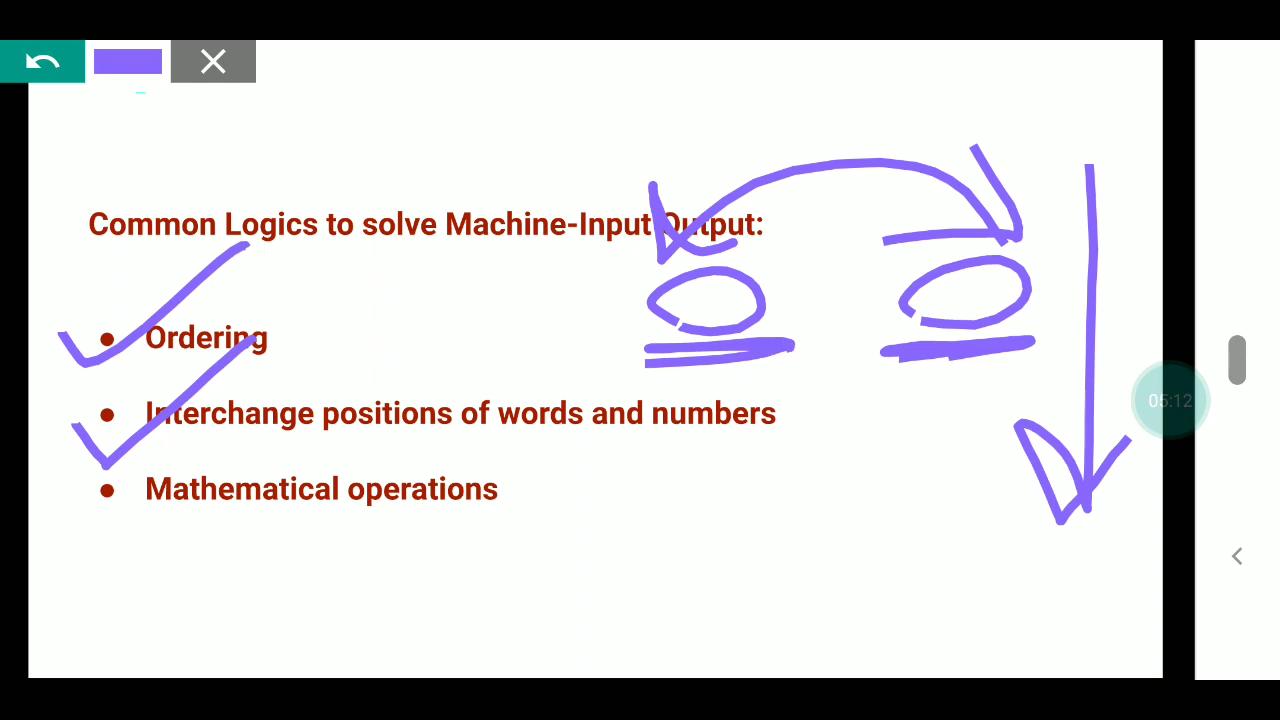 Common Logics to solve Machine-Input Output:
● Ordering
● Interchange positions of words and numbers
● Mathematical operations
05:12